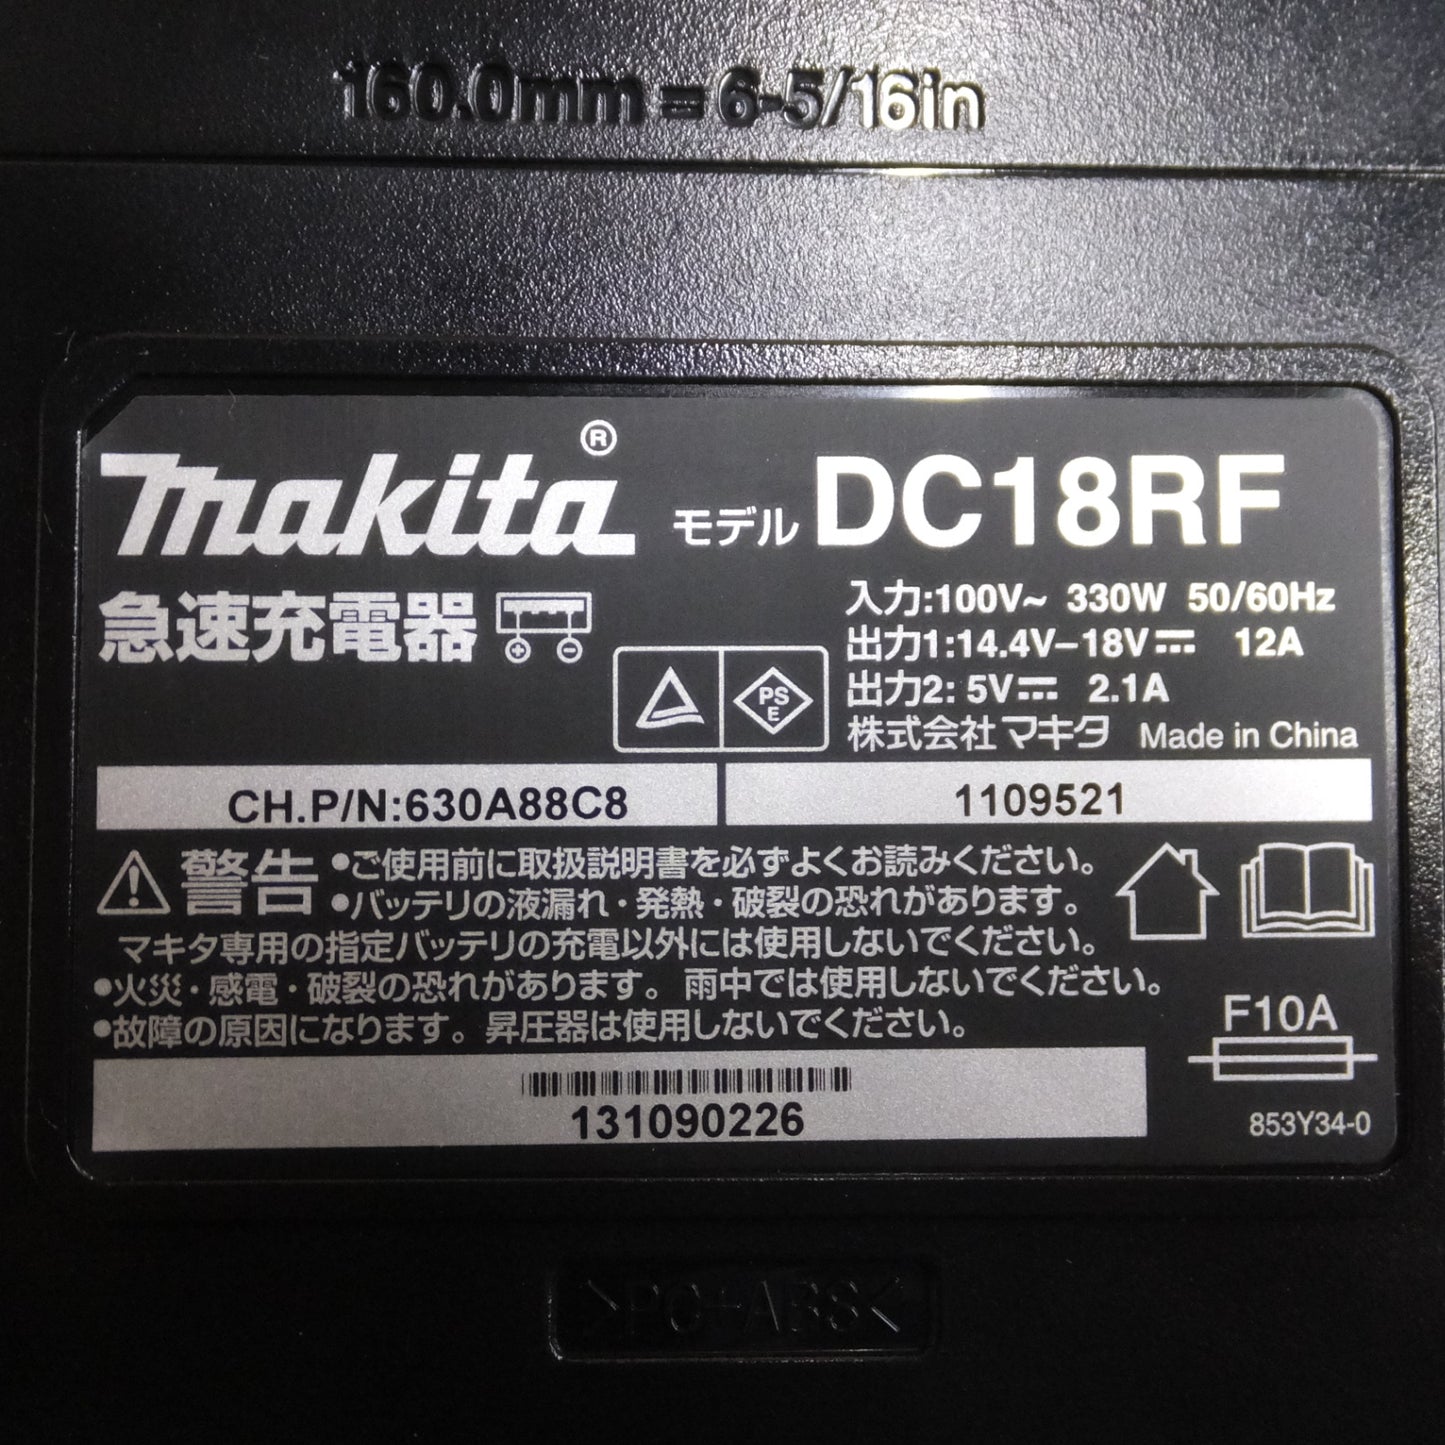 160.0mm = 6-5/16in
makita® モデル DC18RF
急速充電器
入力:100V~ 330W 50/60Hz
出力1:14.4V–18V⎓ 12A
出力2: 5V⎓ 2.1A
PS
E
株式会社マキタ Made in China
CH.P/N:630A88C8
1109521
警告 •ご使用前に取扱説明書を必ずよくお読みください。
•バッテリの液漏れ・発熱・破裂の恐れがあります。
マキタ専用の指定バッテリの充電以外には使用しないでください。
•火災・感電・破裂の恐れがあります。雨中では使用しないでください。
•故障の原因になります。昇圧器は使用しないでください。
F10A
131090226
853Y34-0
>PC+ABS<